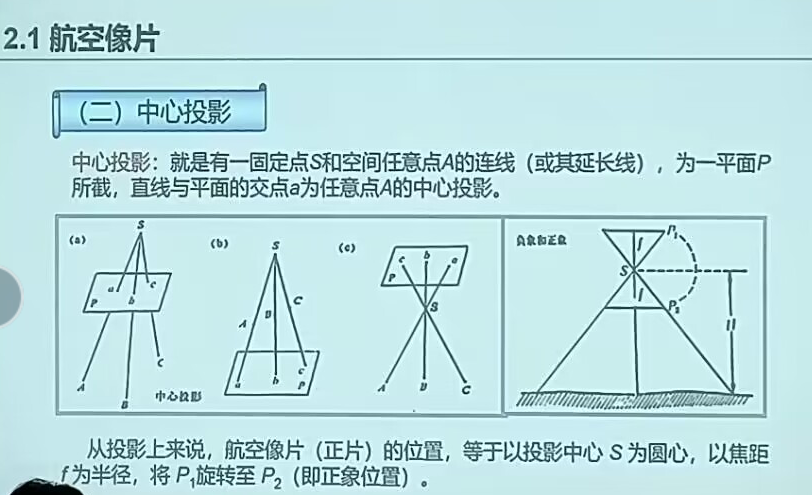 2.1 航空像片
（二）中心投影
中心投影：就是有一固定点S和空间任意点A的连线（或其延长线），为一平面P
所截，直线与平面的交点a为任意点A的中心投影。
(a)
S
a
b
c
P
A
B
C
中心投影
(b)
S
A
B
C
a
b
c
P
(c)
c
b
a
P
S
A
B
C
负象和正象
P₁
f
S
f
P₂
H
从投影上来说，航空像片（正片）的位置，等于以投影中心 S 为圆心，以焦距
f 为半径，将 P₁旋转至 P₂（即正象位置）。